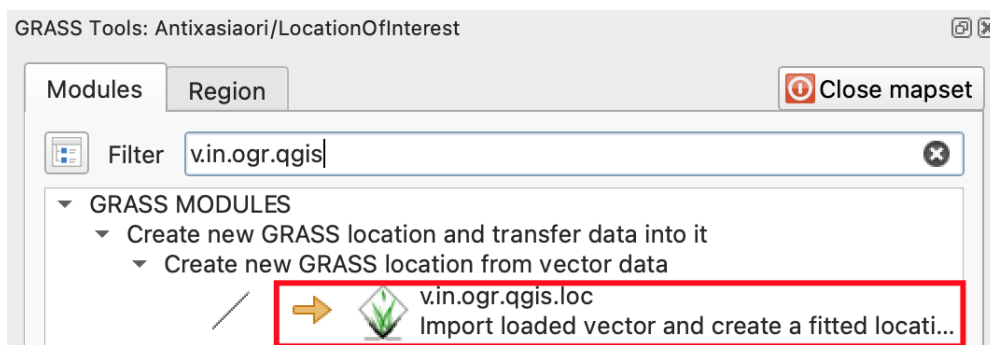 GRASS Tools: Antixasiaori/LocationOfInterest
Modules
Region
Close mapset
Filter
v.in.ogr.qgis
GRASS MODULES
Create new GRASS location and transfer data into it
Create new GRASS location from vector data
v.in.ogr.qgis.loc
Import loaded vector and create a fitted locati...